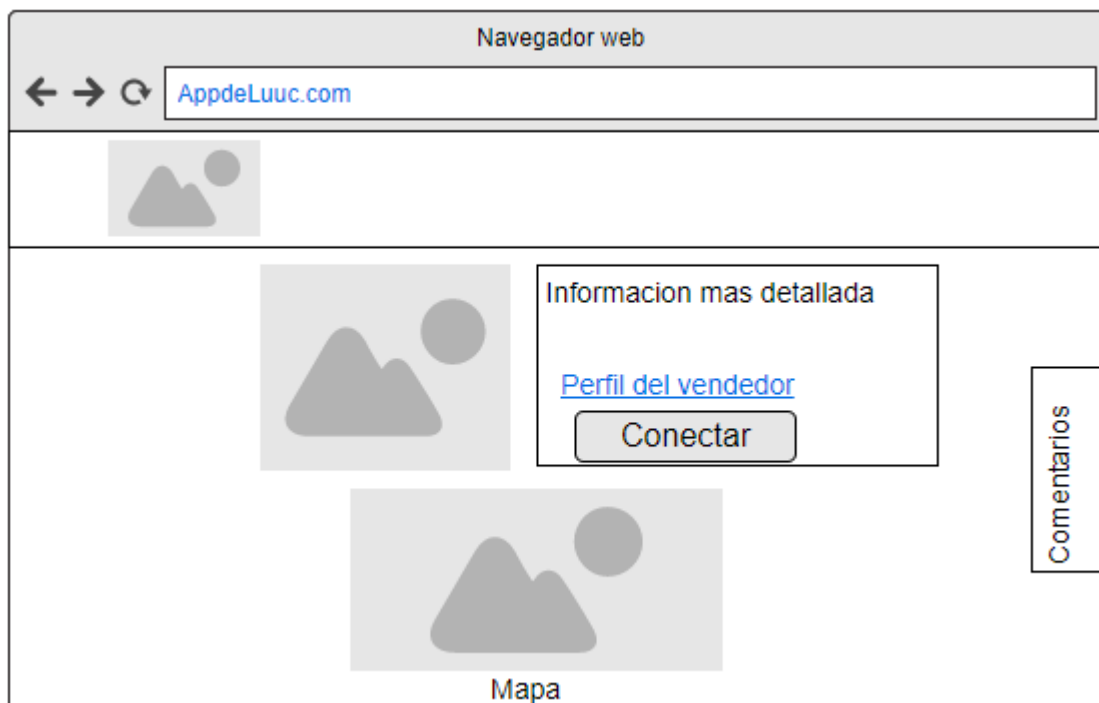 Navegador web
AppdeLuuc.com
Informacion mas detallada
Perfil del vendedor
Conectar
Comentarios
Mapa